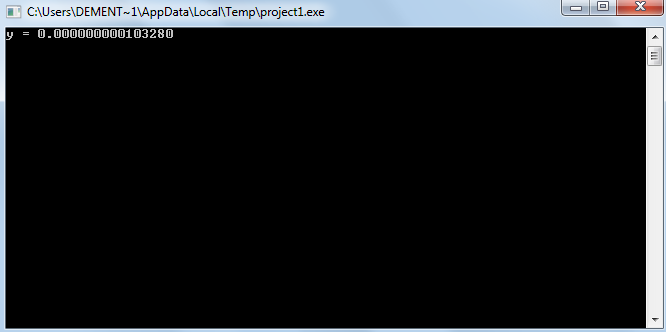 C:\Users\DEMENT~1\AppData\Local\Temp\project1.exe
y = 0.000000000103280